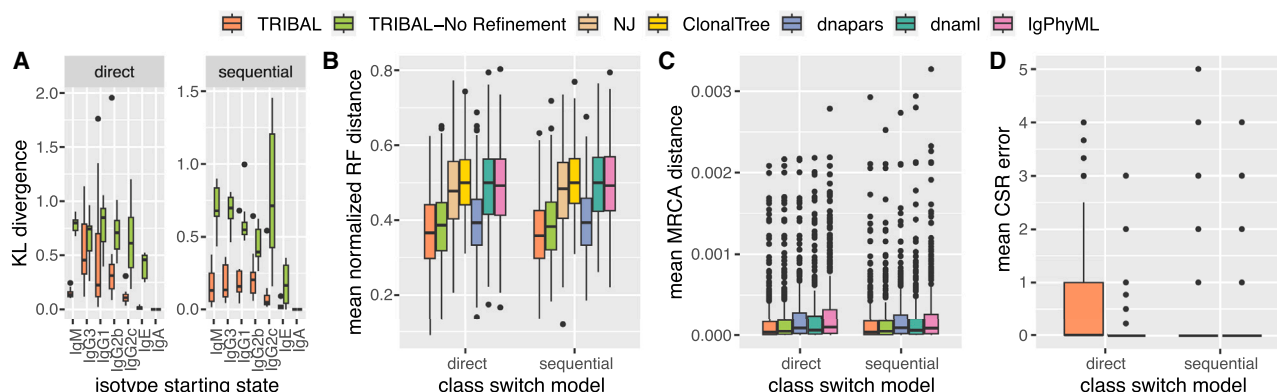 TRIBAL TRIBAL–No Refinement NJ ClonalTree dnapars dnaml IgPhyML
A
direct
sequential
KL divergence
2.0
1.5
1.0
0.5
0.0
1.5
1.0
0.5
0.0
IgM
IgG3
IgG1
IgG2b
IgG2c
IgE
IgA
IgM
IgG3
IgG1
IgG2b
IgG2c
IgE
IgA
isotype starting state
B
mean normalized RF distance
0.8
0.6
0.4
0.2
direct
sequential
class switch model
C
mean MRCA distance
0.003
0.002
0.001
0.000
direct
sequential
class switch model
D
mean CSR error
5
4
3
2
1
0
direct
sequential
class switch model